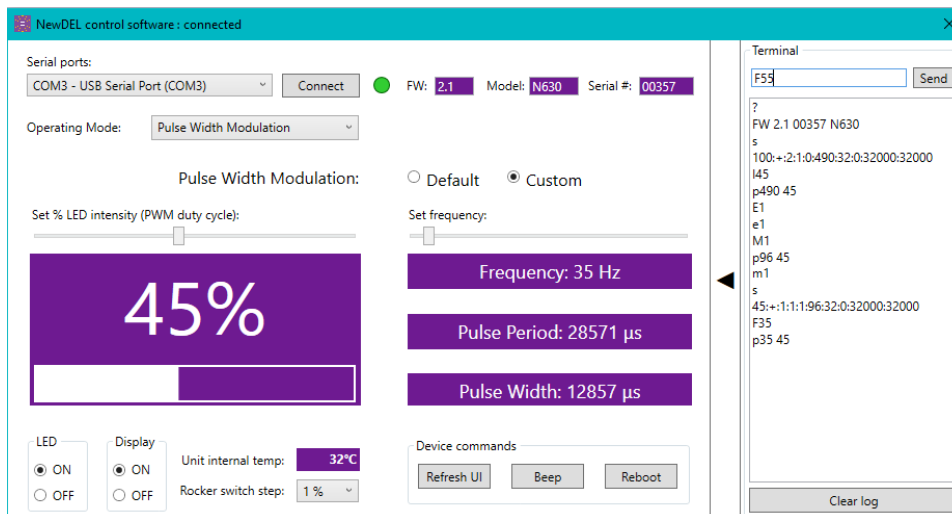 NewDEL control software : connected
Serial ports:
COM3 - USB Serial Port (COM3)
Connect
FW: 2.1 Model: N630 Serial #: 00357
Operating Mode: Pulse Width Modulation
Pulse Width Modulation: Default Custom
Set % LED intensity (PWM duty cycle):
45%
Set frequency:
Frequency: 35 Hz
Pulse Period: 28571 µs
Pulse Width: 12857 µs
LED
ON
OFF
Display
ON
OFF
Unit internal temp: 32°C
Rocker switch step: 1 %
Device commands
Refresh UI Beep Reboot
Terminal
F55
Send
?
FW 2.1 00357 N630
s
100:+:2:1:0:490:32:0:32000:32000
I45
p490 45
E1
e1
M1
p96 45
m1
s
45:+:1:1:1:96:32:0:32000:32000
F35
p35 45
Clear log